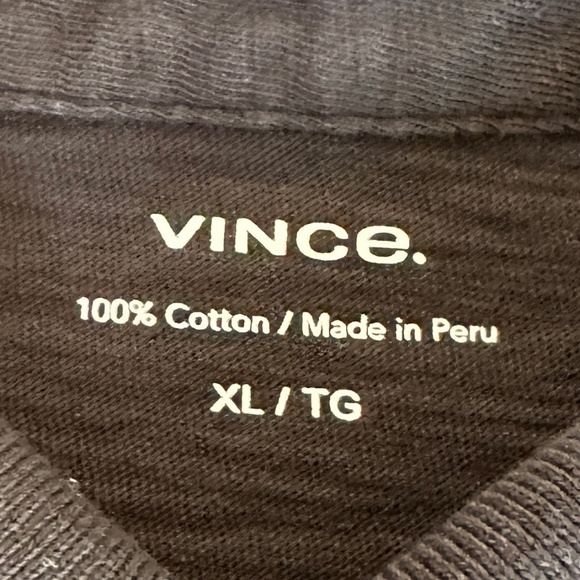 VINCe.
100% Cotton / Made in Peru
XL / TG